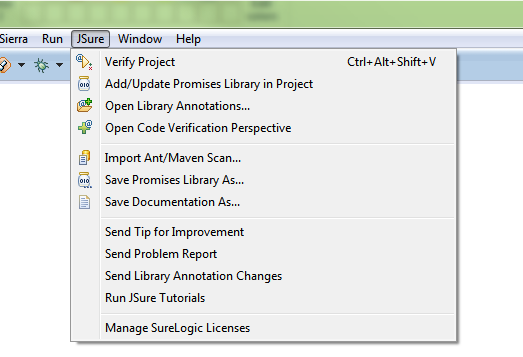 Sierra Run JSure Window Help
Verify Project Ctrl+Alt+Shift+V
Add/Update Promises Library in Project
Open Library Annotations...
Open Code Verification Perspective
Import Ant/Maven Scan...
Save Promises Library As...
Save Documentation As...
Send Tip for Improvement
Send Problem Report
Send Library Annotation Changes
Run JSure Tutorials
Manage SureLogic Licenses